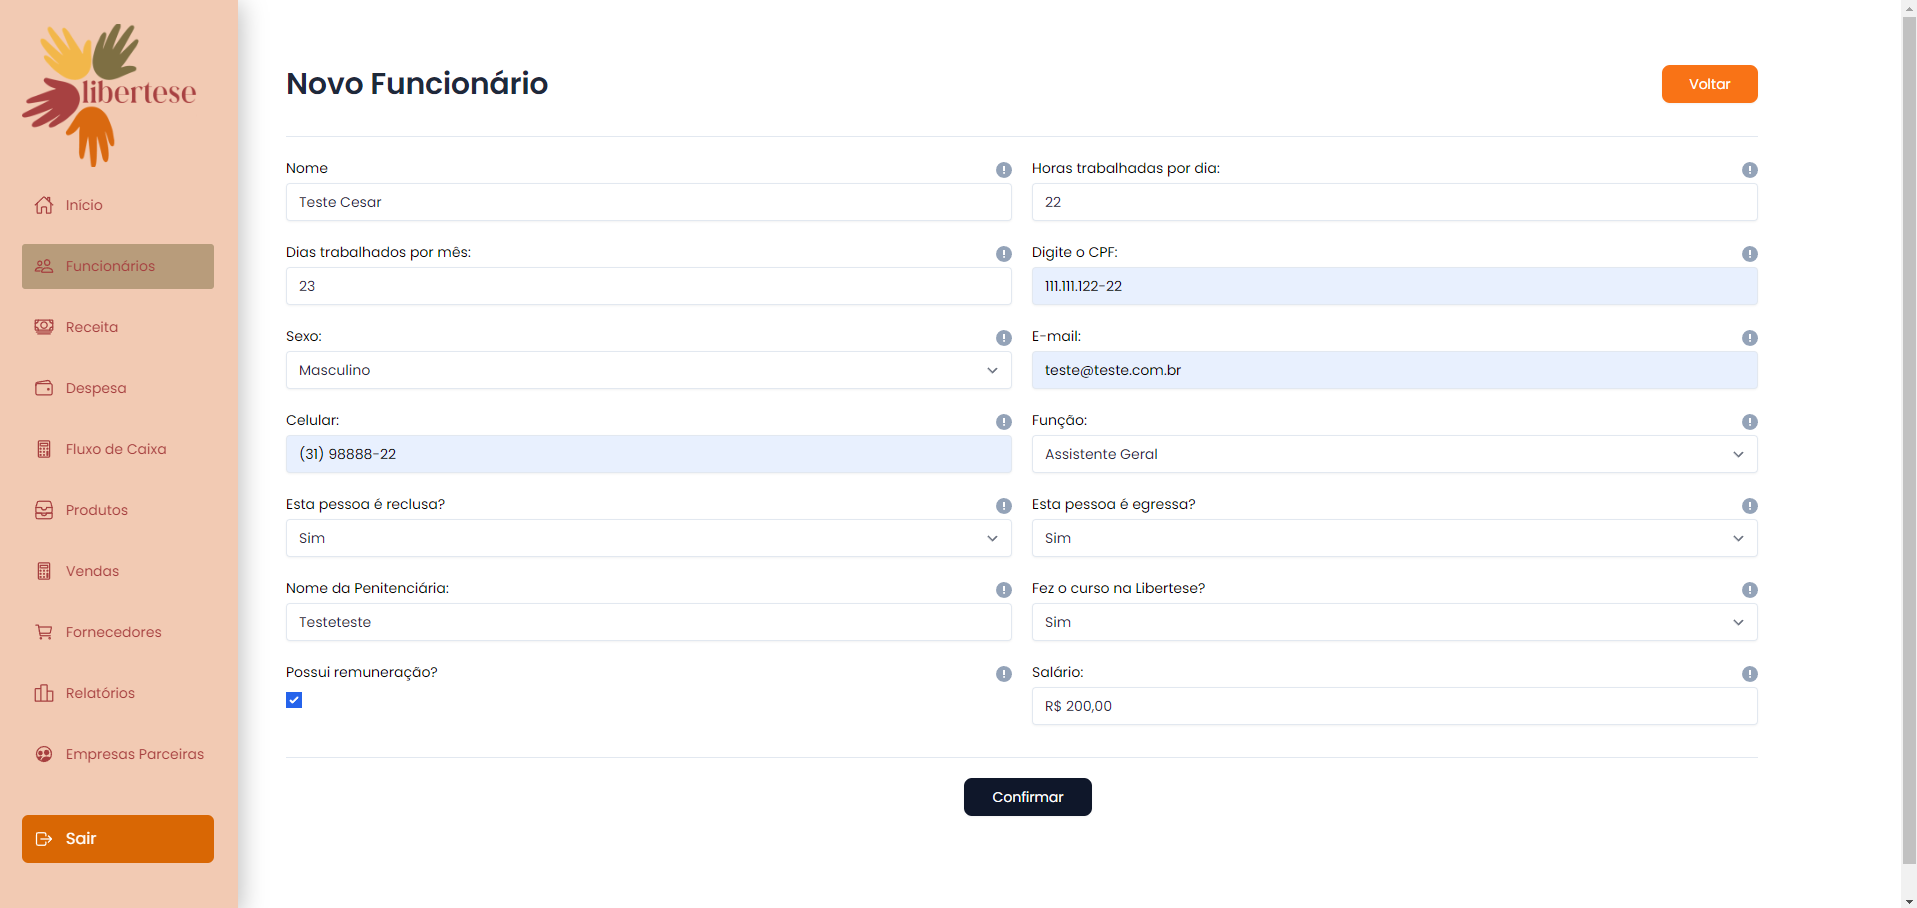 libertese
Início
Funcionários
Receita
Despesa
Fluxo de Caixa
Produtos
Vendas
Fornecedores
Relatórios
Empresas Parceiras
Sair
Novo Funcionário
Voltar
Nome
Teste Cesar
Horas trabalhadas por dia:
22
Dias trabalhados por mês:
23
Digite o CPF:
111.111.122-22
Sexo:
Masculino
E-mail:
teste@teste.com.br
Celular:
(31) 98888-22
Função:
Assistente Geral
Esta pessoa é reclusa?
Sim
Esta pessoa é egressa?
Sim
Nome da Penitenciária:
Testeteste
Fez o curso na Libertese?
Sim
Possui remuneração?
Salário:
R$ 200,00
Confirmar